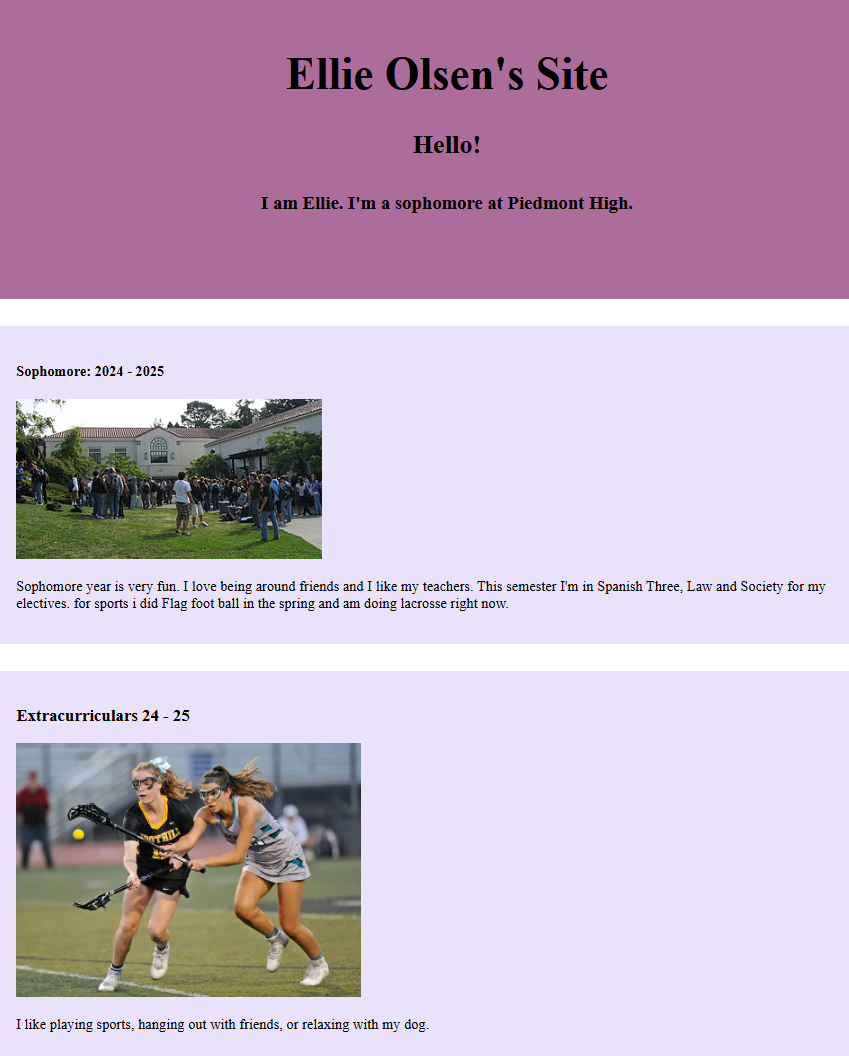 Ellie Olsen's Site
Hello!
I am Ellie. I'm a sophomore at Piedmont High.
Sophomore: 2024 - 2025
Sophomore year is very fun. I love being around friends and I like my teachers. This semester I'm in Spanish Three, Law and Society for my
electives. for sports i did Flag foot ball in the spring and am doing lacrosse right now.
Extracurriculars 24 - 25
FOOTHILL
I like playing sports, hanging out with friends, or relaxing with my dog.